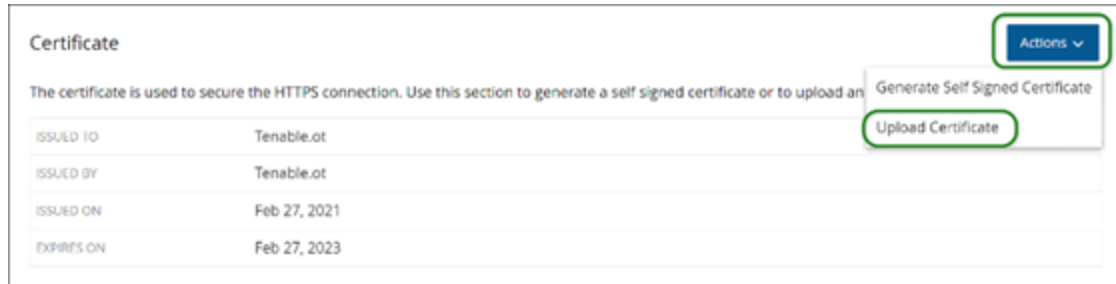 Certificate
Actions
The certificate is used to secure the HTTPS connection. Use this section to generate a self signed certificate or to upload an
Generate Self Signed Certificate
Upload Certificate
ISSUED TO Tenable.ot
ISSUED BY Tenable.ot
ISSUED ON Feb 27, 2021
EXPIRES ON Feb 27, 2023